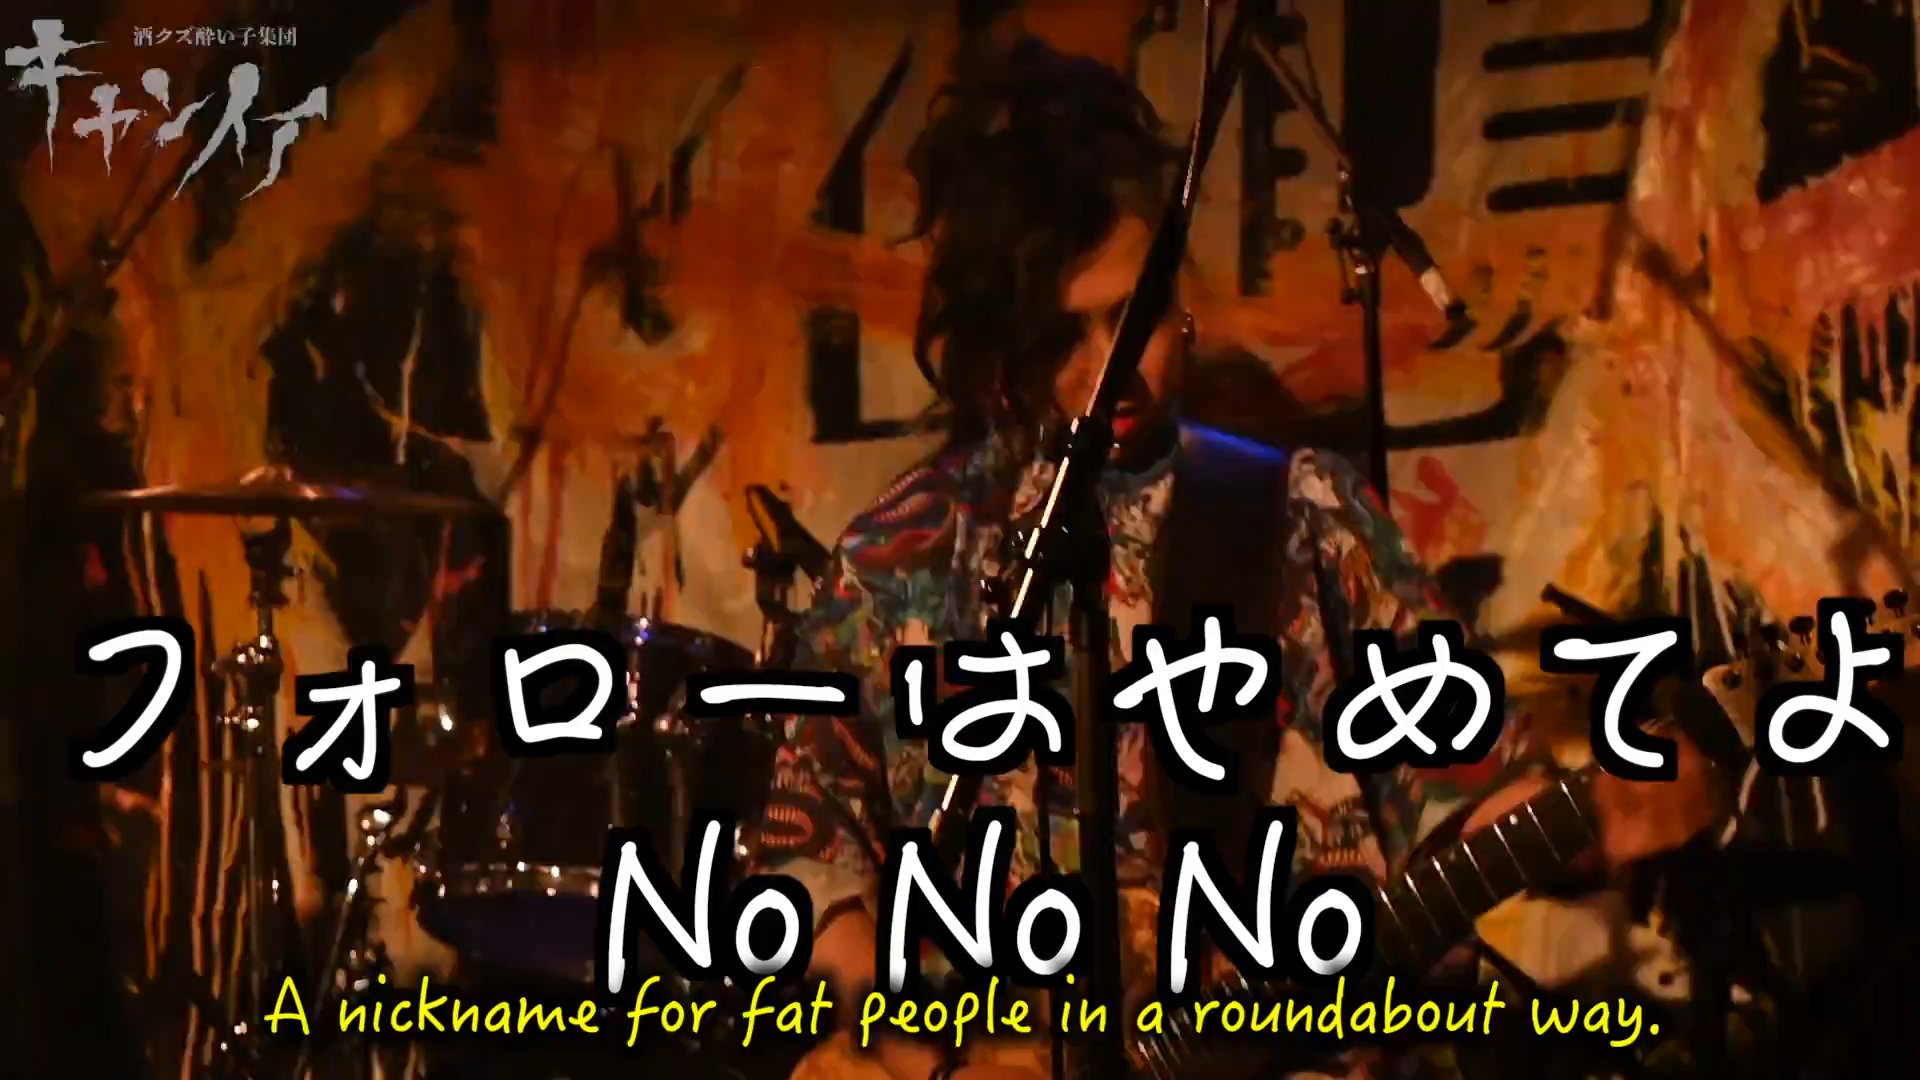 酒クズ酔い子集団
キャンイア
フォローはやめてよ
No No No
A nickname for fat people in a roundabout way.